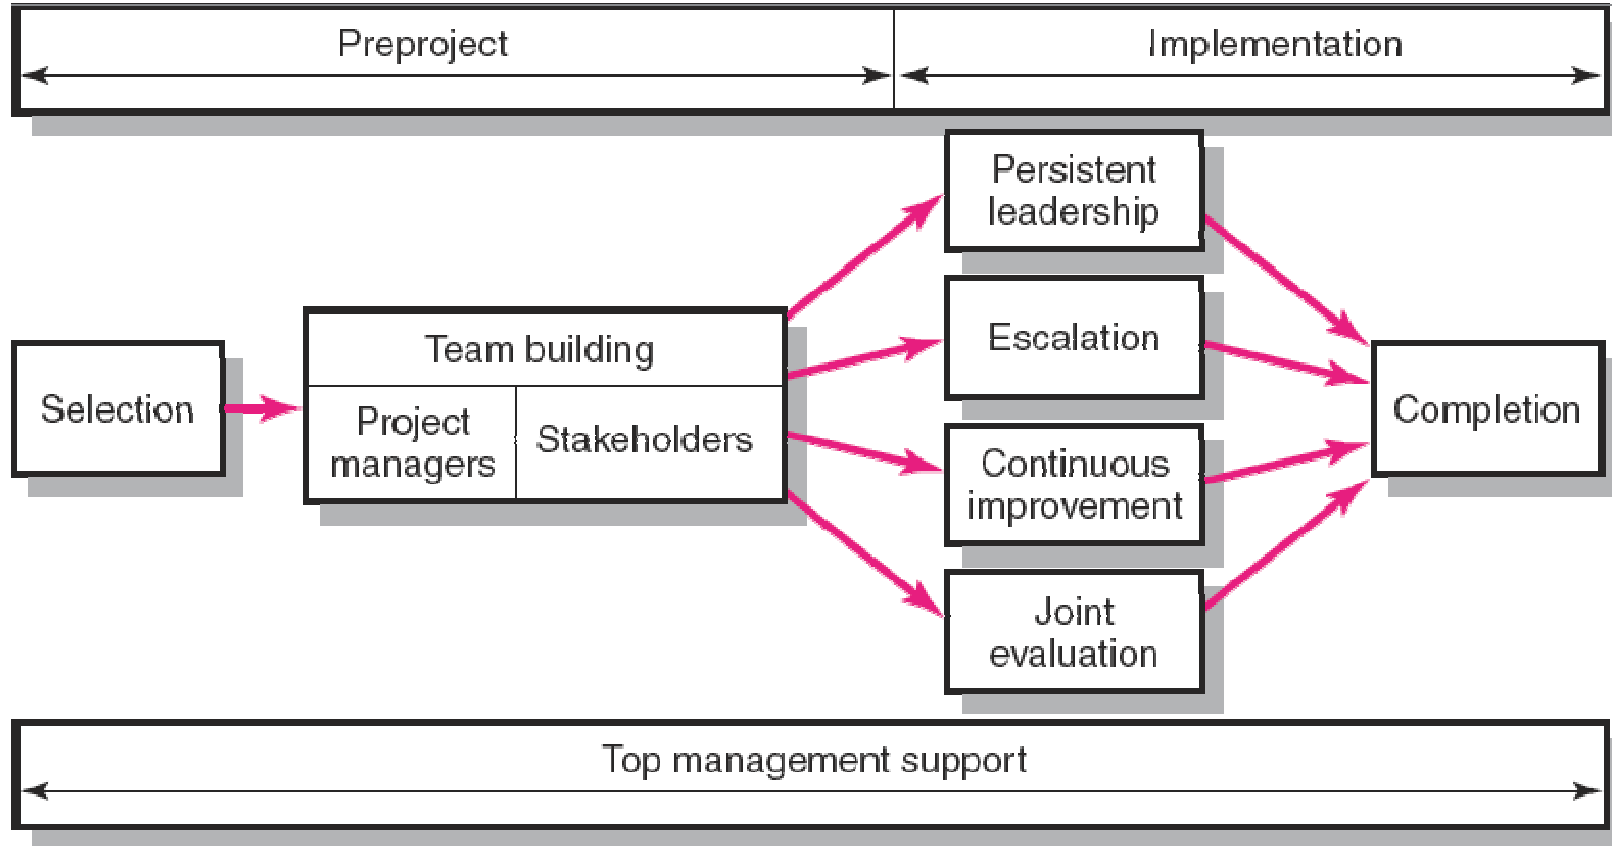 Preproject
Implementation
Persistent
leadership
Escalation
Team building
Selection
Project
managers
Stakeholders
Continuous
improvement
Completion
Joint
evaluation
Top management support